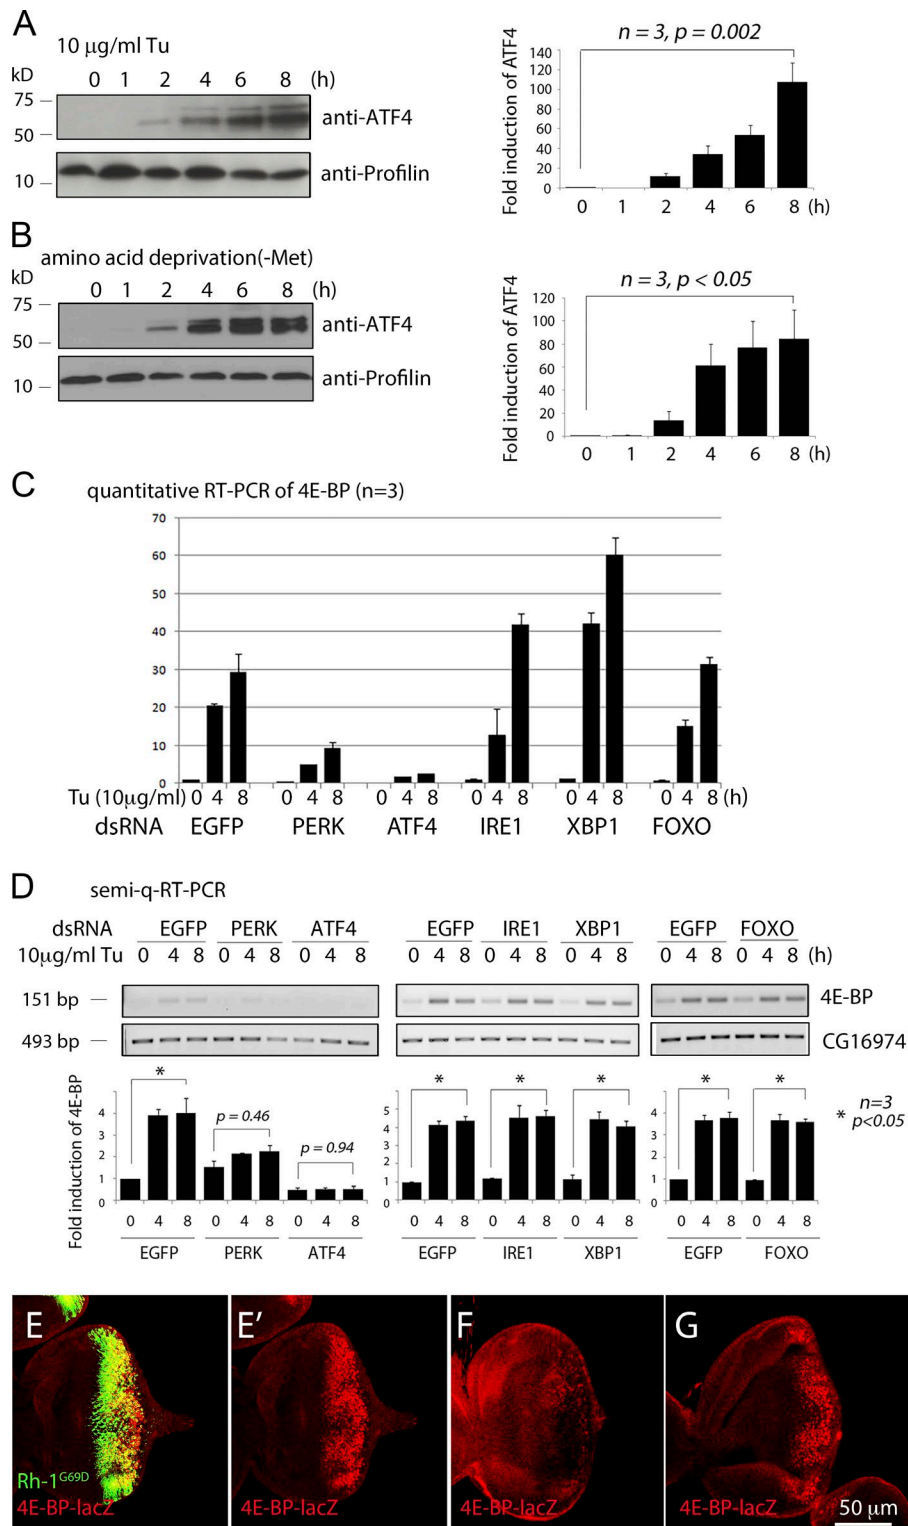 A
10 μg/ml Tu
kD 0 1 2 4 6 8 (h)
75
50
anti-ATF4
10
anti-Profilin
n = 3, p = 0.002
Fold induction of ATF4
140
120
100
80
60
40
20
0
0 1 2 4 6 8 (h)
B
amino acid deprivation(-Met)
kD 0 1 2 4 6 8 (h)
75
50
anti-ATF4
10
anti-Profilin
n = 3, p < 0.05
Fold induction of ATF4
120
100
80
60
40
20
0
0 1 2 4 6 8 (h)
C
quantitative RT-PCR of 4E-BP (n=3)
70
60
50
40
30
20
10
0
Tu (10μg/ml) 0 4 8 0 4 8 0 4 8 0 4 8 0 4 8 0 4 8 (h)
dsRNA EGFP PERK ATF4 IRE1 XBP1 FOXO
D
semi-q-RT-PCR
dsRNA EGFP PERK ATF4 EGFP IRE1 XBP1 EGFP FOXO
10μg/ml Tu 0 4 8 0 4 8 0 4 8 0 4 8 0 4 8 0 4 8 0 4 8 0 4 8 (h)
151 bp
4E-BP
493 bp
CG16974
Fold induction of 4E-BP
4
3
2
1
0
*
p = 0.46
p = 0.94
0 4 8 0 4 8 0 4 8
EGFP PERK ATF4
5
4
3
2
1
0
* * *
0 4 8 0 4 8 0 4 8
EGFP IRE1 XBP1
4
3
2
1
0
* *
0 4 8 0 4 8
EGFP FOXO
* n=3
p<0.05
E
Rh-1G69D
4E-BP-lacZ
E'
4E-BP-lacZ
F
4E-BP-lacZ
G
4E-BP-lacZ
50 μm